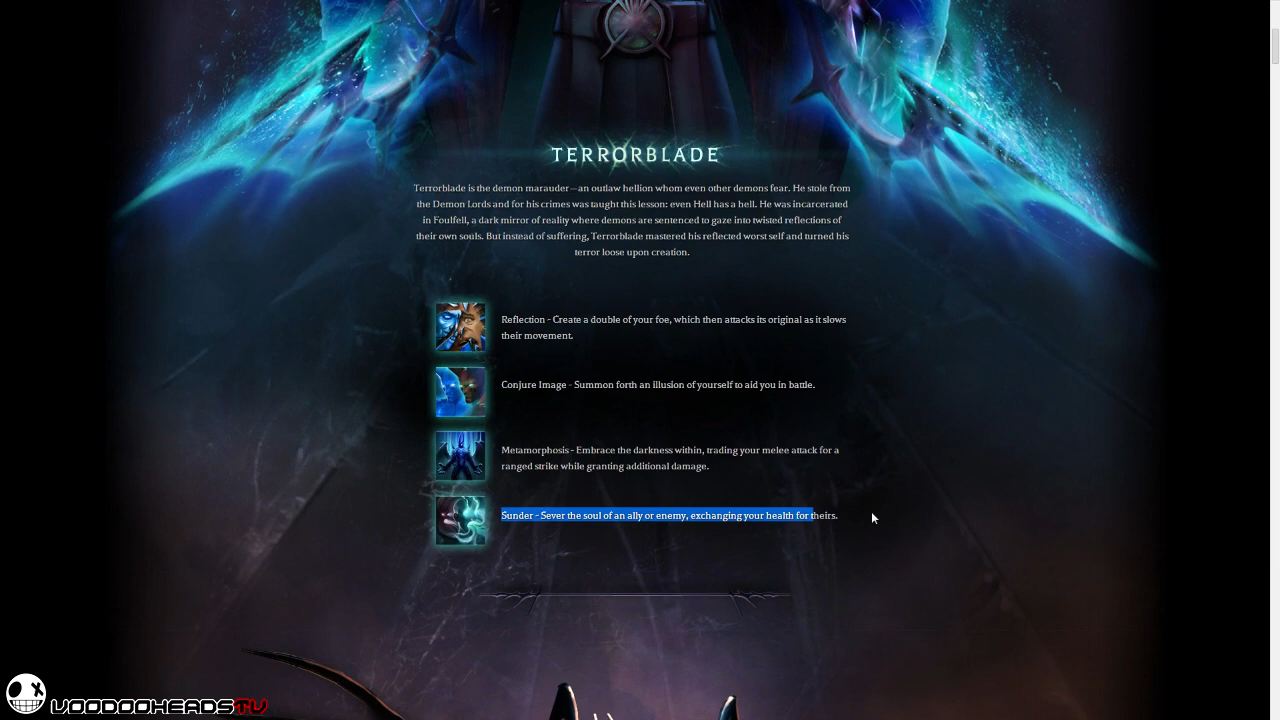 TERRORBLADE
Terrorblade is the demon marauder—an outlaw hellion whom even other demons fear. He stole from
the Demon Lords and for his crimes was taught this lesson: even Hell has a hell. He was incarcerated
in Foulfell, a dark mirror of reality where demons are sentenced to gaze into twisted reflections of
their own souls. But instead of suffering, Terrorblade mastered his reflected worst self and turned his
terror loose upon creation.
Reflection - Create a double of your foe, which then attacks its original as it slows
their movement.
Conjure Image - Summon forth an illusion of yourself to aid you in battle.
Metamorphosis - Embrace the darkness within, trading your melee attack for a
ranged strike while granting additional damage.
Sunder - Sever the soul of an ally or enemy, exchanging your health for theirs.
VOODOOHEADSTV